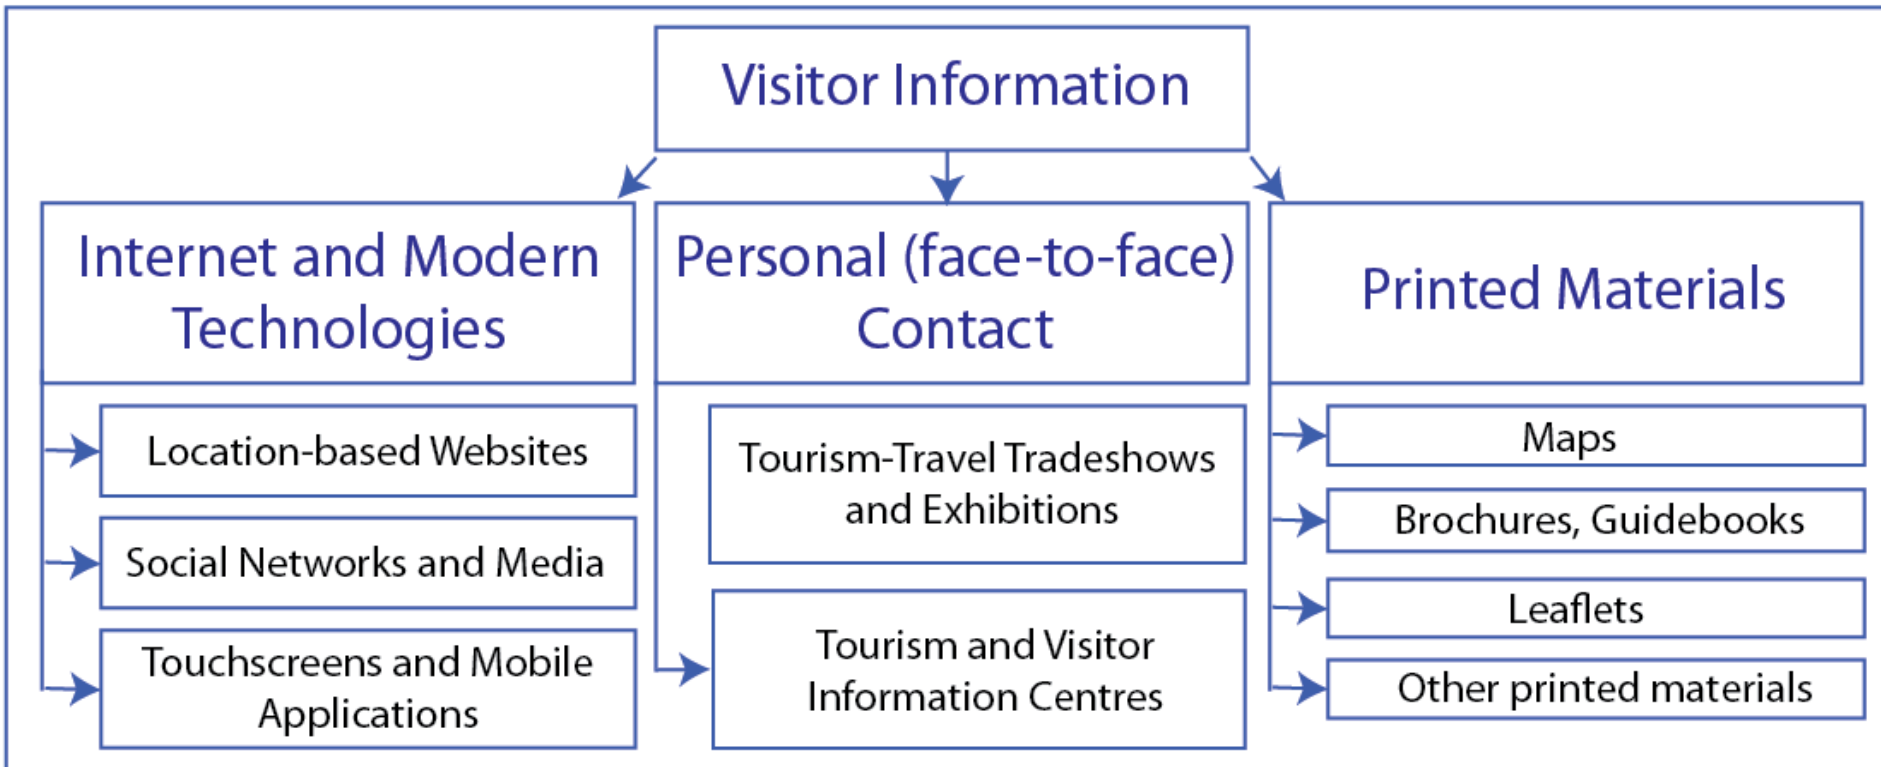 Visitor Information
Internet and Modern
Technologies
Location-based Websites
Social Networks and Media
Touchscreens and Mobile
Applications
Personal (face-to-face)
Contact
Tourism-Travel Tradeshows
and Exhibitions
Tourism and Visitor
Information Centres
Printed Materials
Maps
Brochures, Guidebooks
Leaflets
Other printed materials